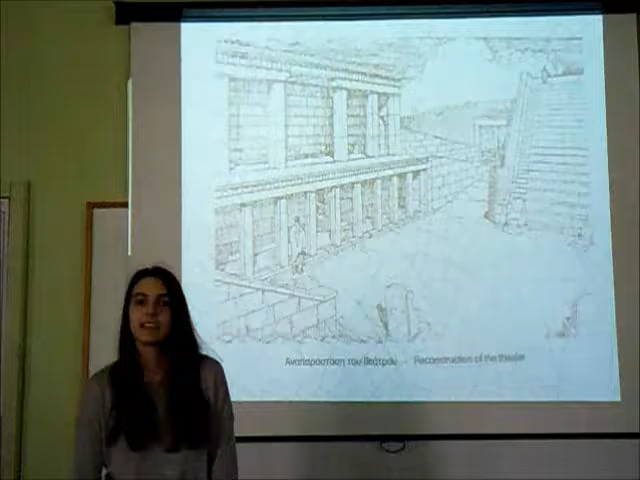 Αναπαράσταση του θεάτρου - Reconstruction of the theater